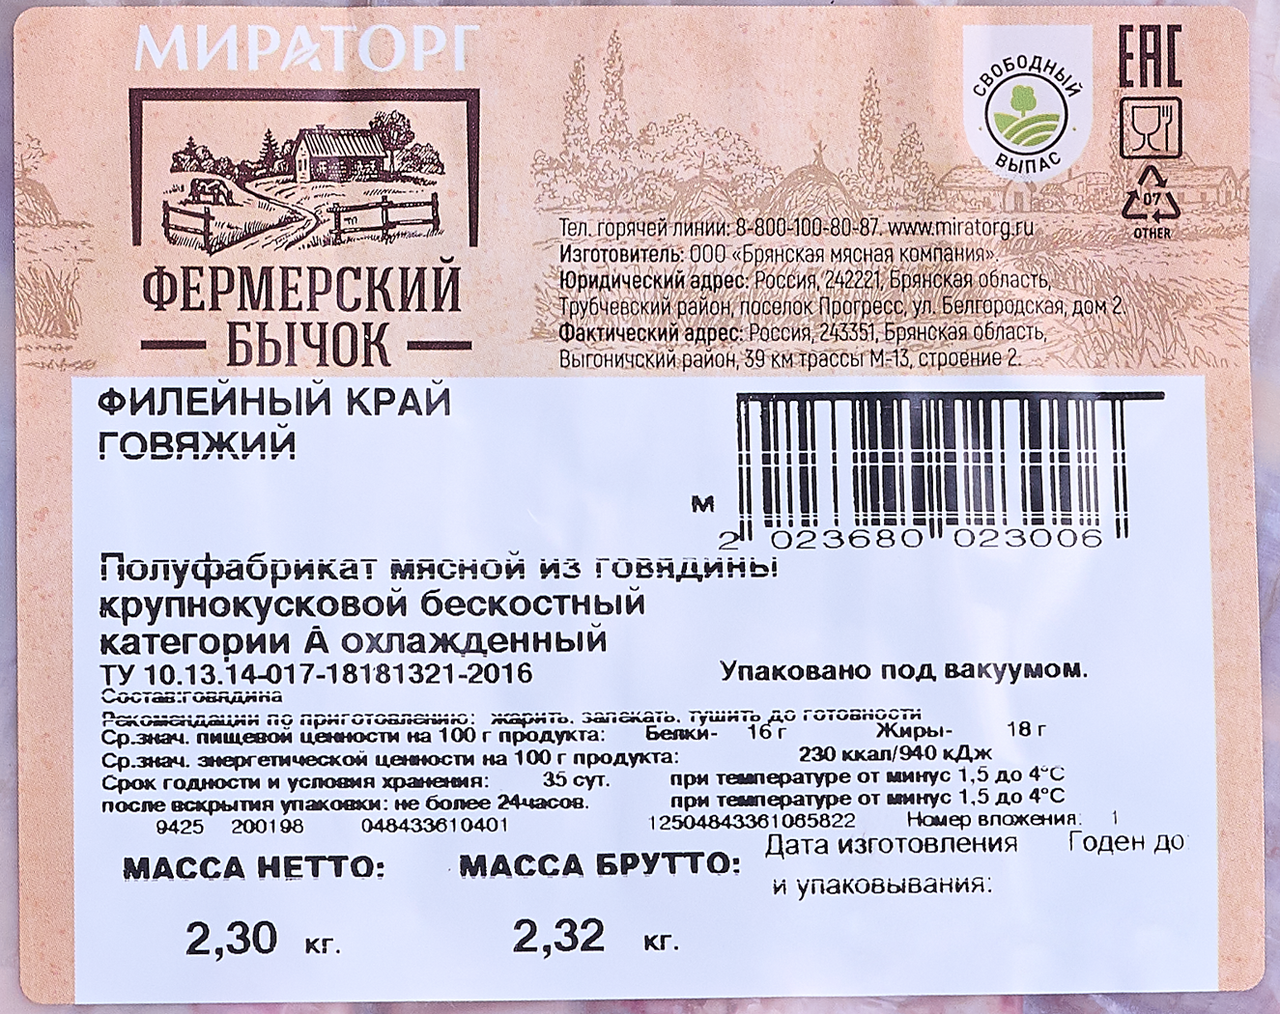 МИРАТОРГ
ФЕРМЕРСКИЙ
БЫЧОК
СВОБОДНЫЙ
ВЫПАС
EAC
07
OTHER
Тел. горячей линии: 8-800-100-80-87. www.miratorg.ru
Изготовитель: ООО «Брянская мясная компания».
Юридический адрес: Россия, 242221, Брянская область,
Трубчевский район, поселок Прогресс, ул. Белгородская, дом 2.
Фактический адрес: Россия, 243351, Брянская область,
Выгоничский район, 39 км трассы М-13, строение 2.
ФИЛЕЙНЫЙ КРАЙ
ГОВЯЖИЙ
м
2 023680 023006
Полуфабрикат мясной из говядины
крупнокусковой бескостный
категории А охлажденный
ТУ 10.13.14-017-18181321-2016 Упаковано под вакуумом.
Состав:говядина
Рекомендации по приготовлению: жарить, запекать, тушить до готовности
Ср.знач. пищевой ценности на 100 г продукта: Белки- 16 г Жиры- 18 г
Ср.знач. энергетической ценности на 100 г продукта: 230 ккал/940 кДж
Срок годности и условия хранения: 35 сут. при температуре от минус 1,5 до 4°С
после вскрытия упаковки: не более 24часов. при температуре от минус 1,5 до 4°С
9425 200198 048433610401 12504843361065822 Номер вложения: 1
МАССА НЕТТО: МАССА БРУТТО: Дата изготовления Годен до:
и упаковывания:
2,30 кг. 2,32 кг.